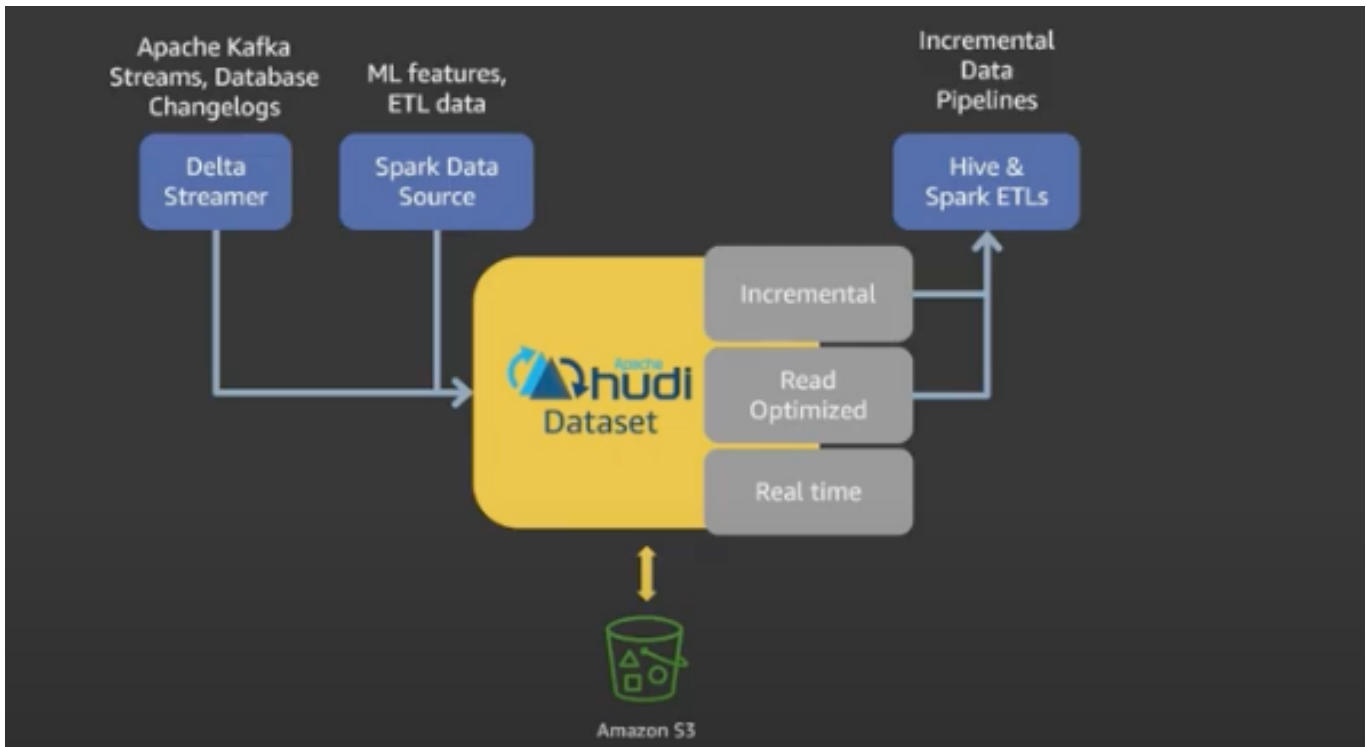 Apache Kafka
Streams, Database
Changelogs
ML features,
ETL data
Incremental
Data
Pipelines
Delta
Streamer
Spark Data
Source
Hive &
Spark ETLs
Incremental
Apache
hudi
Dataset
Read
Optimized
Real time
Amazon S3